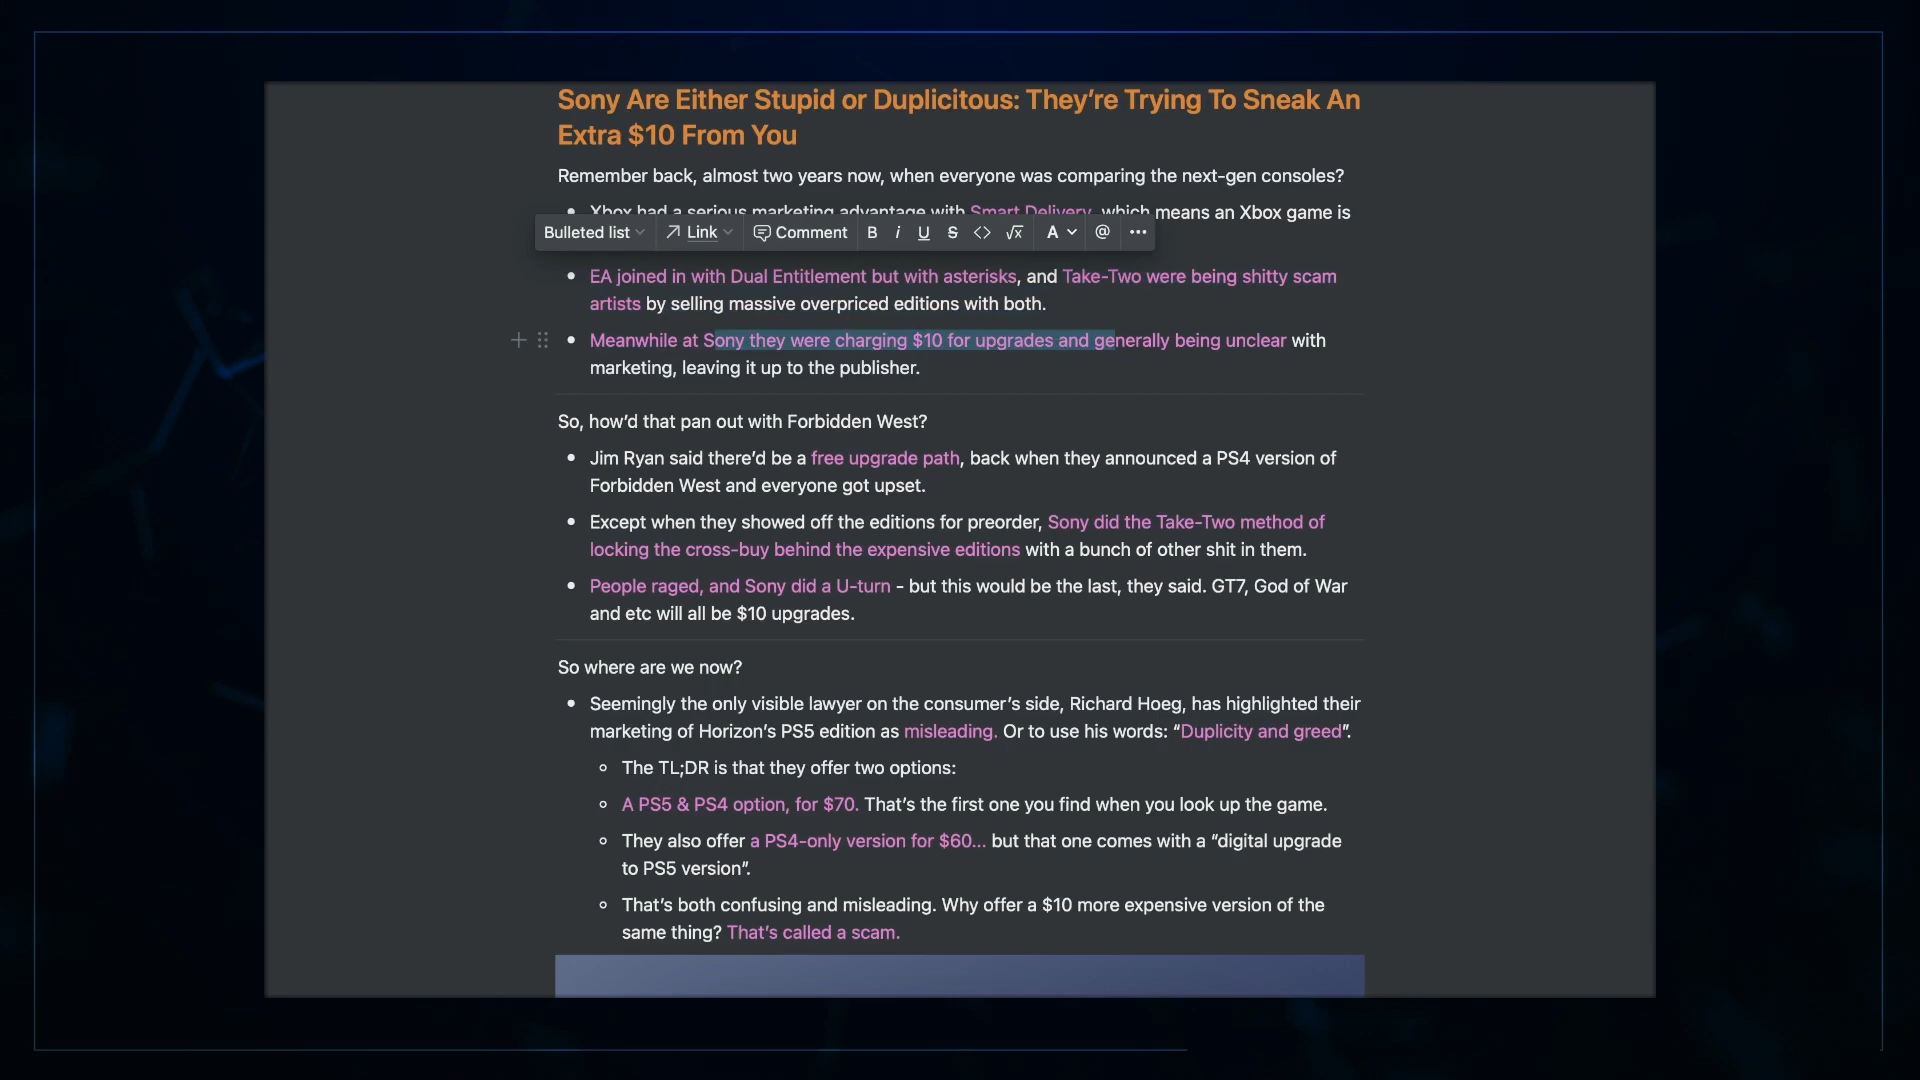 Sony Are Either Stupid or Duplicitous: They’re Trying To Sneak An
Extra $10 From You
Remember back, almost two years now, when everyone was comparing the next-gen consoles?
• Xbox had a serious marketing advantage with Smart Delivery, which means an Xbox game is
Bulleted list Link Comment B i U S <> √x A @ •••
• EA joined in with Dual Entitlement but with asterisks, and Take-Two were being shitty scam
artists by selling massive overpriced editions with both.
• Meanwhile at Sony they were charging $10 for upgrades and generally being unclear with
marketing, leaving it up to the publisher.
So, how’d that pan out with Forbidden West?
• Jim Ryan said there’d be a free upgrade path, back when they announced a PS4 version of
Forbidden West and everyone got upset.
• Except when they showed off the editions for preorder, Sony did the Take-Two method of
locking the cross-buy behind the expensive editions with a bunch of other shit in them.
• People raged, and Sony did a U-turn - but this would be the last, they said. GT7, God of War
and etc will all be $10 upgrades.
So where are we now?
• Seemingly the only visible lawyer on the consumer’s side, Richard Hoeg, has highlighted their
marketing of Horizon’s PS5 edition as misleading. Or to use his words: “Duplicity and greed”.
◦ The TL;DR is that they offer two options:
◦ A PS5 & PS4 option, for $70. That’s the first one you find when you look up the game.
◦ They also offer a PS4-only version for $60... but that one comes with a “digital upgrade
to PS5 version”.
◦ That’s both confusing and misleading. Why offer a $10 more expensive version of the
same thing? That’s called a scam.